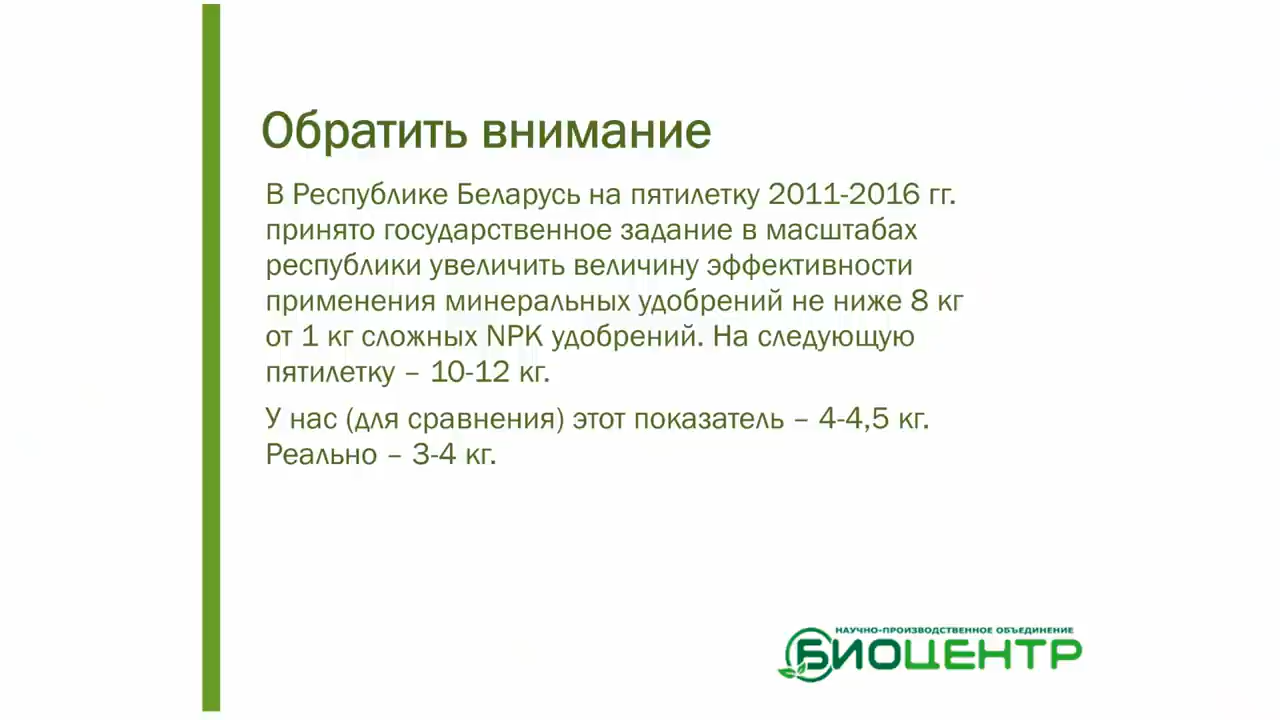 Обратить внимание
В Республике Беларусь на пятилетку 2011-2016 гг.
принято государственное задание в масштабах
республики увеличить величину эффективности
применения минеральных удобрений не ниже 8 кг
от 1 кг сложных NPK удобрений. На следующую
пятилетку – 10-12 кг.
У нас (для сравнения) этот показатель – 4-4,5 кг.
Реально – 3-4 кг.
НАУЧНО-ПРОИЗВОДСТВЕННОЕ ОБЪЕДИНЕНИЕ
БИОЦЕНТР